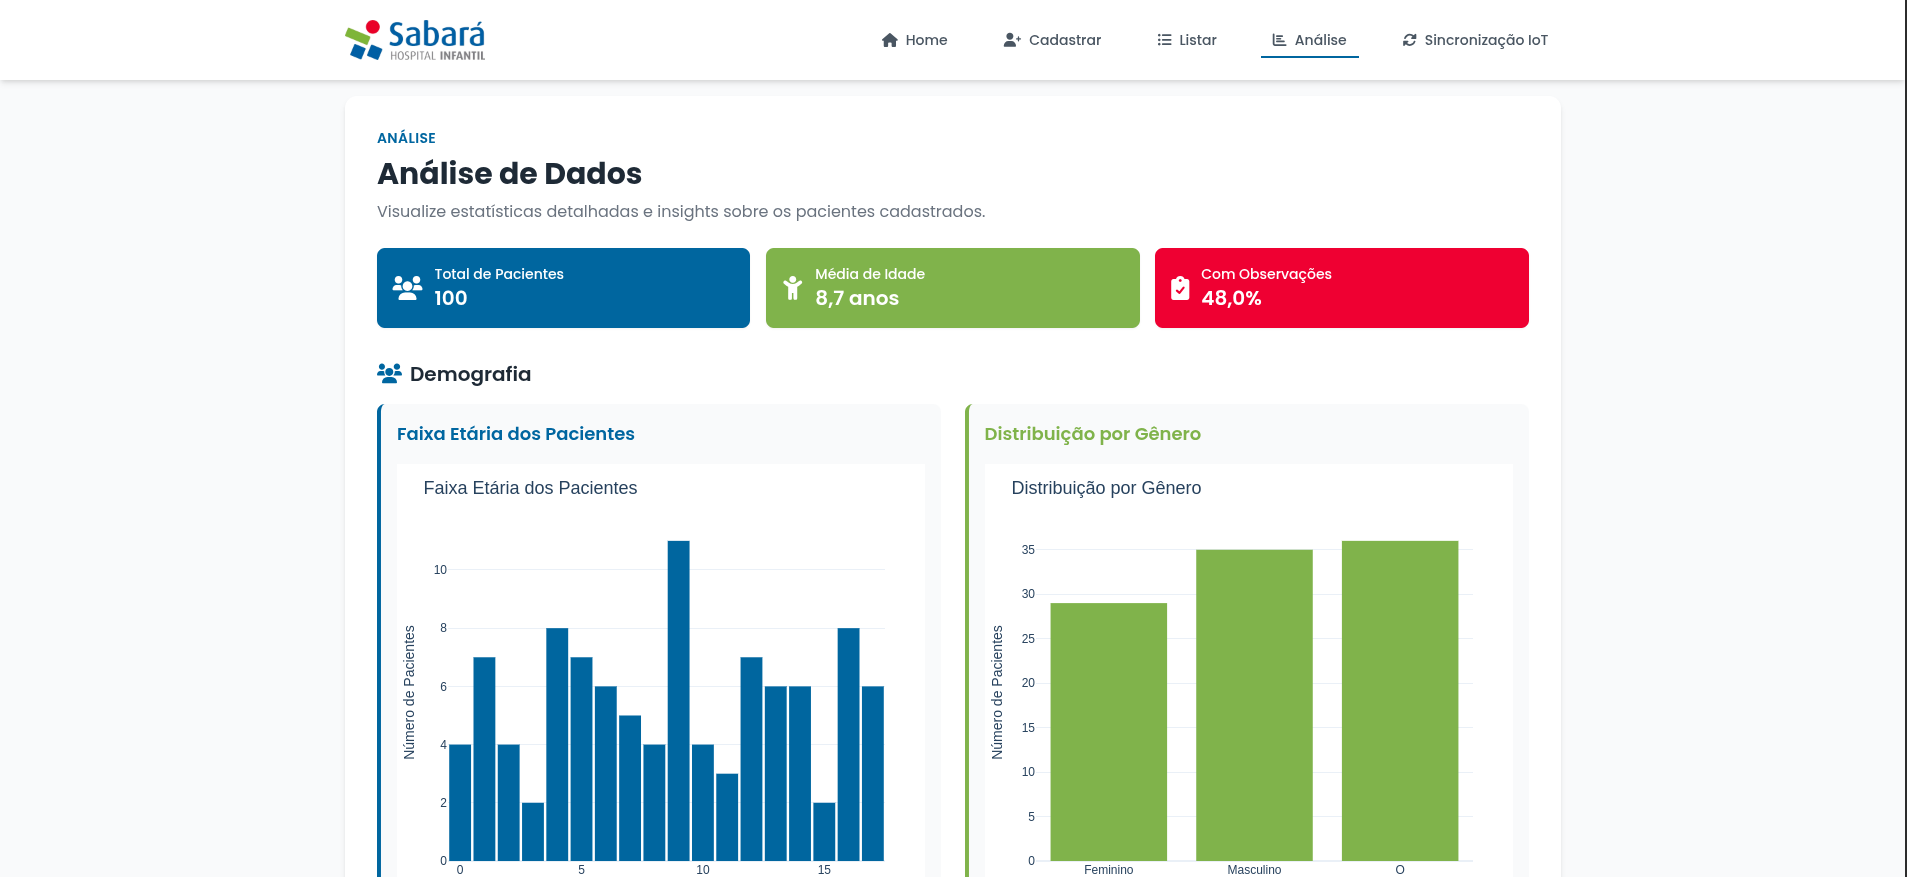 Sabará
HOSPITAL INFANTIL
Home
Cadastrar
Listar
Análise
Sincronização IoT
ANÁLISE
Análise de Dados
Visualize estatísticas detalhadas e insights sobre os pacientes cadastrados.
Total de Pacientes
100
Média de Idade
8,7 anos
Com Observações
48,0%
Demografia
Faixa Etária dos Pacientes
Faixa Etária dos Pacientes
Número de Pacientes
10
8
6
4
2
0
0 5 10 15
Distribuição por Gênero
Distribuição por Gênero
Número de Pacientes
35
30
25
20
15
10
5
0
Feminino Masculino O